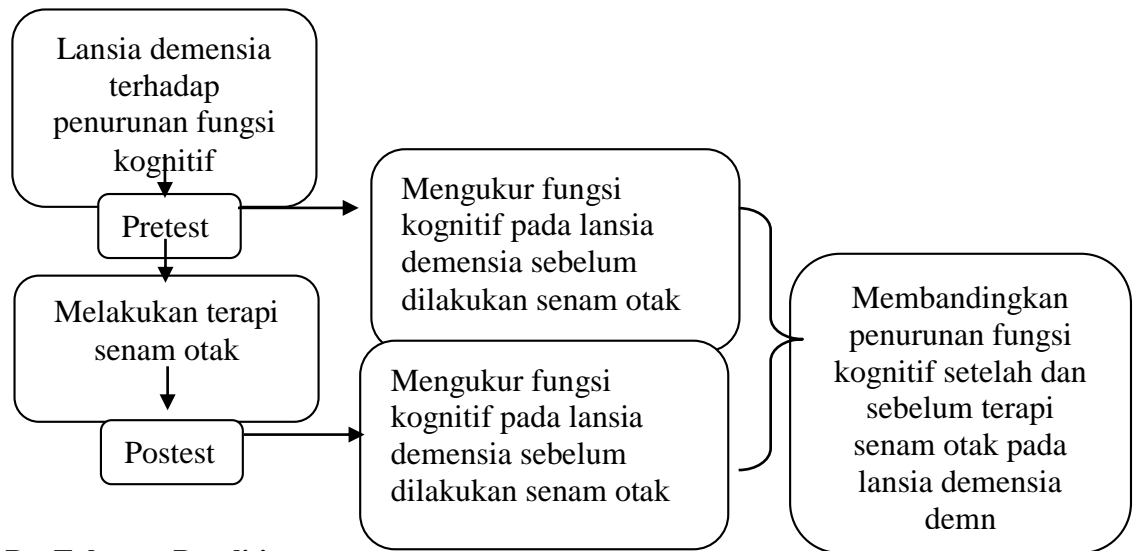 Lansia demensia
terhadap
penurunan fungsi
kognitif
Pretest
Mengukur fungsi
kognitif pada lansia
demensia sebelum
dilakukan senam otak
Melakukan terapi
senam otak
Postest
Mengukur fungsi
kognitif pada lansia
demensia sebelum
dilakukan senam otak
Membandingkan
penurunan fungsi
kognitif setelah dan
sebelum terapi
senam otak pada
lansia demensia
demn